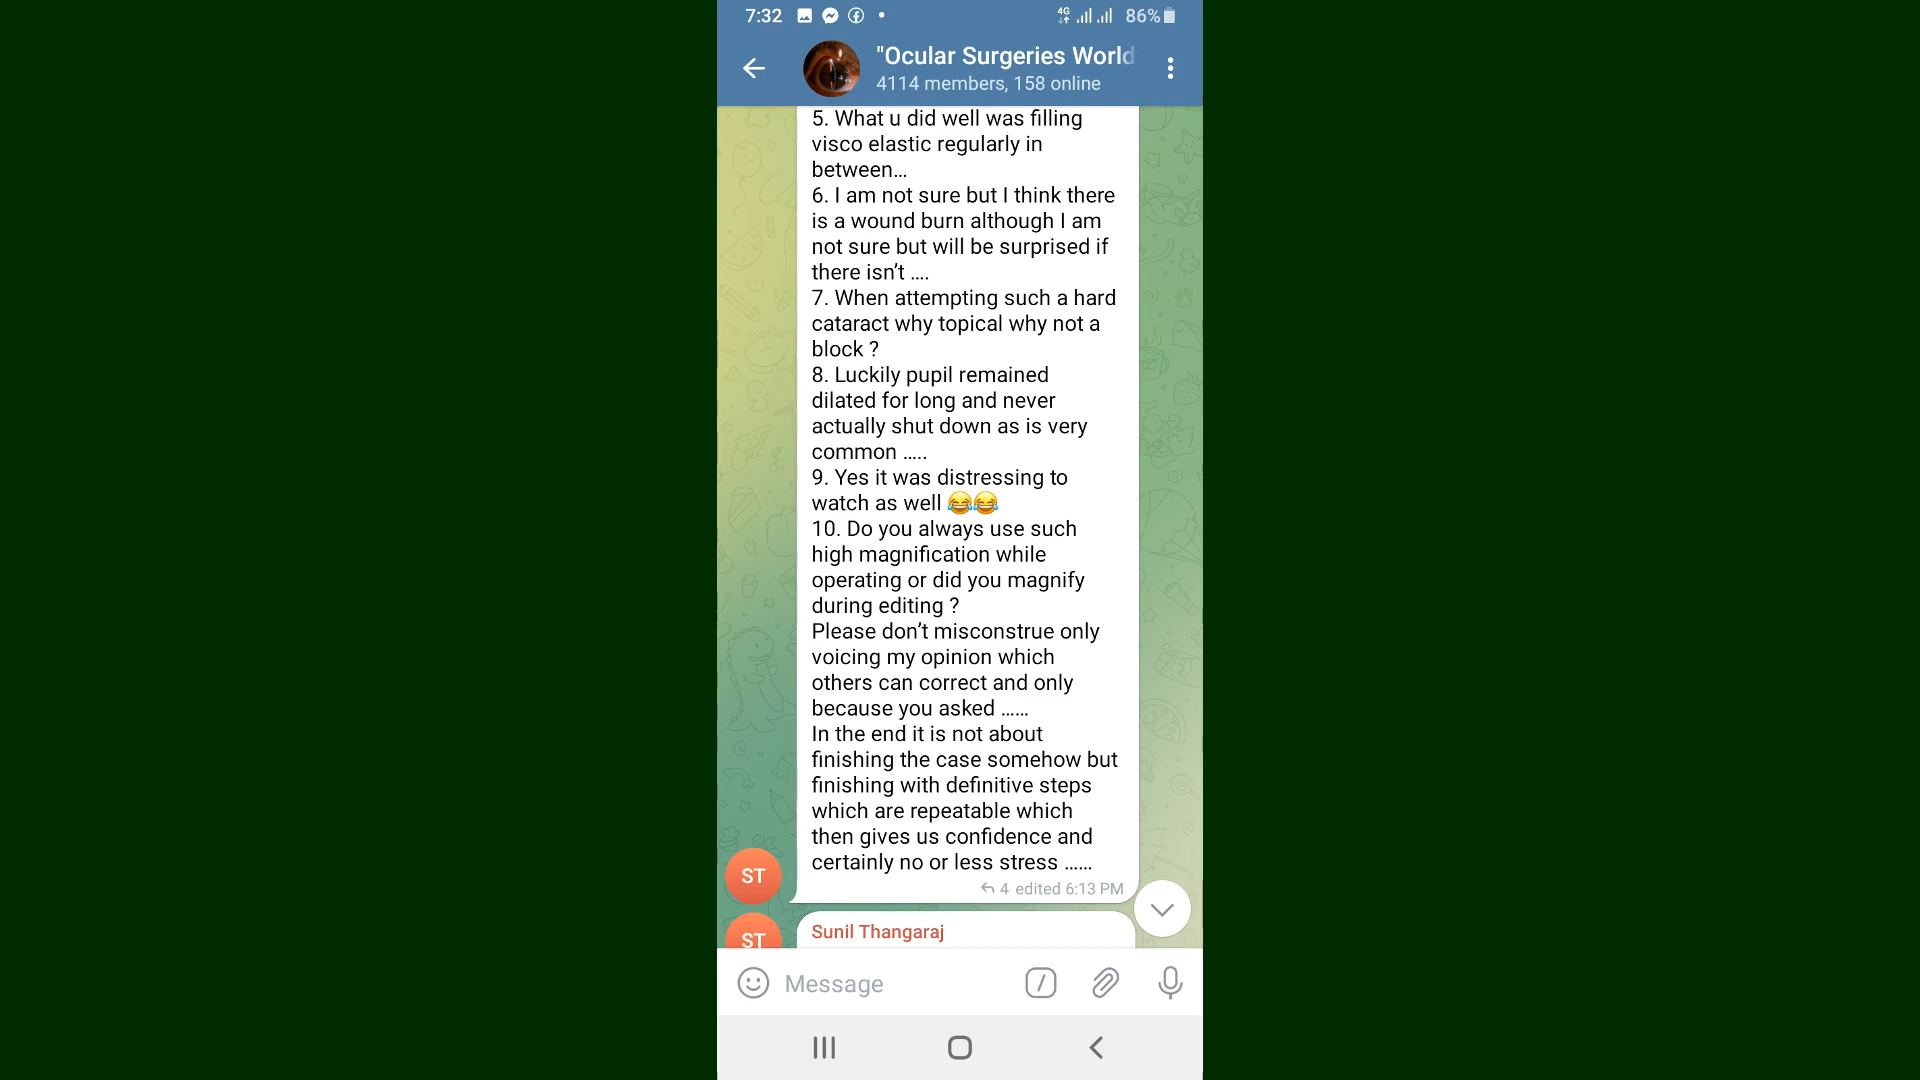 7:32
4G
86%
"Ocular Surgeries World
4114 members, 158 online
5. What u did well was filling
visco elastic regularly in
between...
6. I am not sure but I think there
is a wound burn although I am
not sure but will be surprised if
there isn’t ....
7. When attempting such a hard
cataract why topical why not a
block ?
8. Luckily pupil remained
dilated for long and never
actually shut down as is very
common .....
9. Yes it was distressing to
watch as well 😂😂
10. Do you always use such
high magnification while
operating or did you magnify
during editing ?
Please don’t misconstrue only
voicing my opinion which
others can correct and only
because you asked ......
In the end it is not about
finishing the case somehow but
finishing with definitive steps
which are repeatable which
then gives us confidence and
certainly no or less stress ......
ST
4 edited 6:13 PM
ST
Sunil Thangaraj
Message